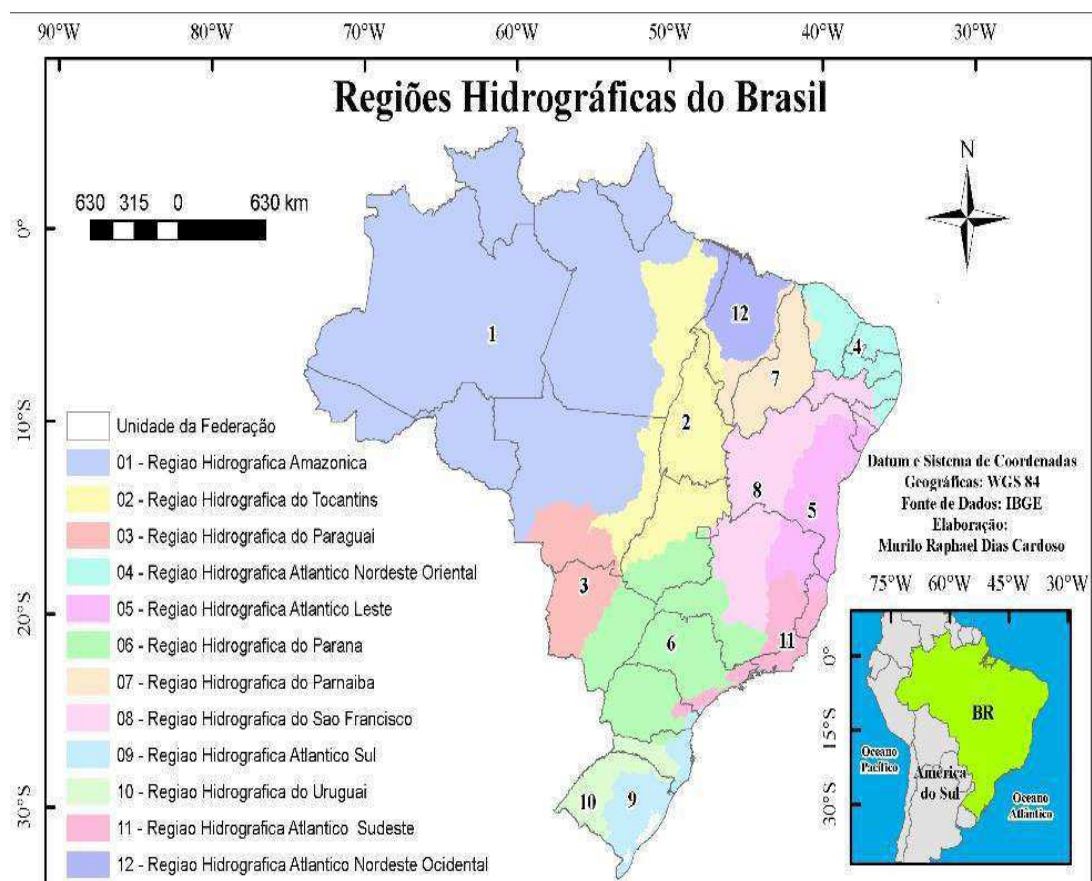 90°W 80°W 70°W 60°W 50°W 40°W 30°W
Regiões Hidrográficas do Brasil
N
630 315 0 630 km
0°
10°S
20°S
30°S
1
12
4
7
2
8
5
3
6
11
10
9
Unidade da Federação
01 - Regiao Hidrografica Amazonica
02 - Regiao Hidrografica do Tocantins
03 - Regiao Hidrografica do Paraguai
04 - Regiao Hidrografica Atlantico Nordeste Oriental
05 - Regiao Hidrografica Atlantico Leste
06 - Regiao Hidrografica do Parana
07 - Regiao Hidrografica do Parnaiba
08 - Regiao Hidrografica do Sao Francisco
09 - Regiao Hidrografica Atlantico Sul
10 - Regiao Hidrografica do Uruguai
11 - Regiao Hidrografica Atlantico Sudeste
12 - Regiao Hidrografica Atlantico Nordeste Ocidental
Datum e Sistema de Coordenadas
Geográficas: WGS 84
Fonte de Dados: IBGE
Elaboração:
Murilo Raphael Dias Cardoso
75°W 60°W 45°W 30°W
0°
15°S
30°S
BR
Oceano
Pacífico
América
do Sul
Oceano
Atlântico